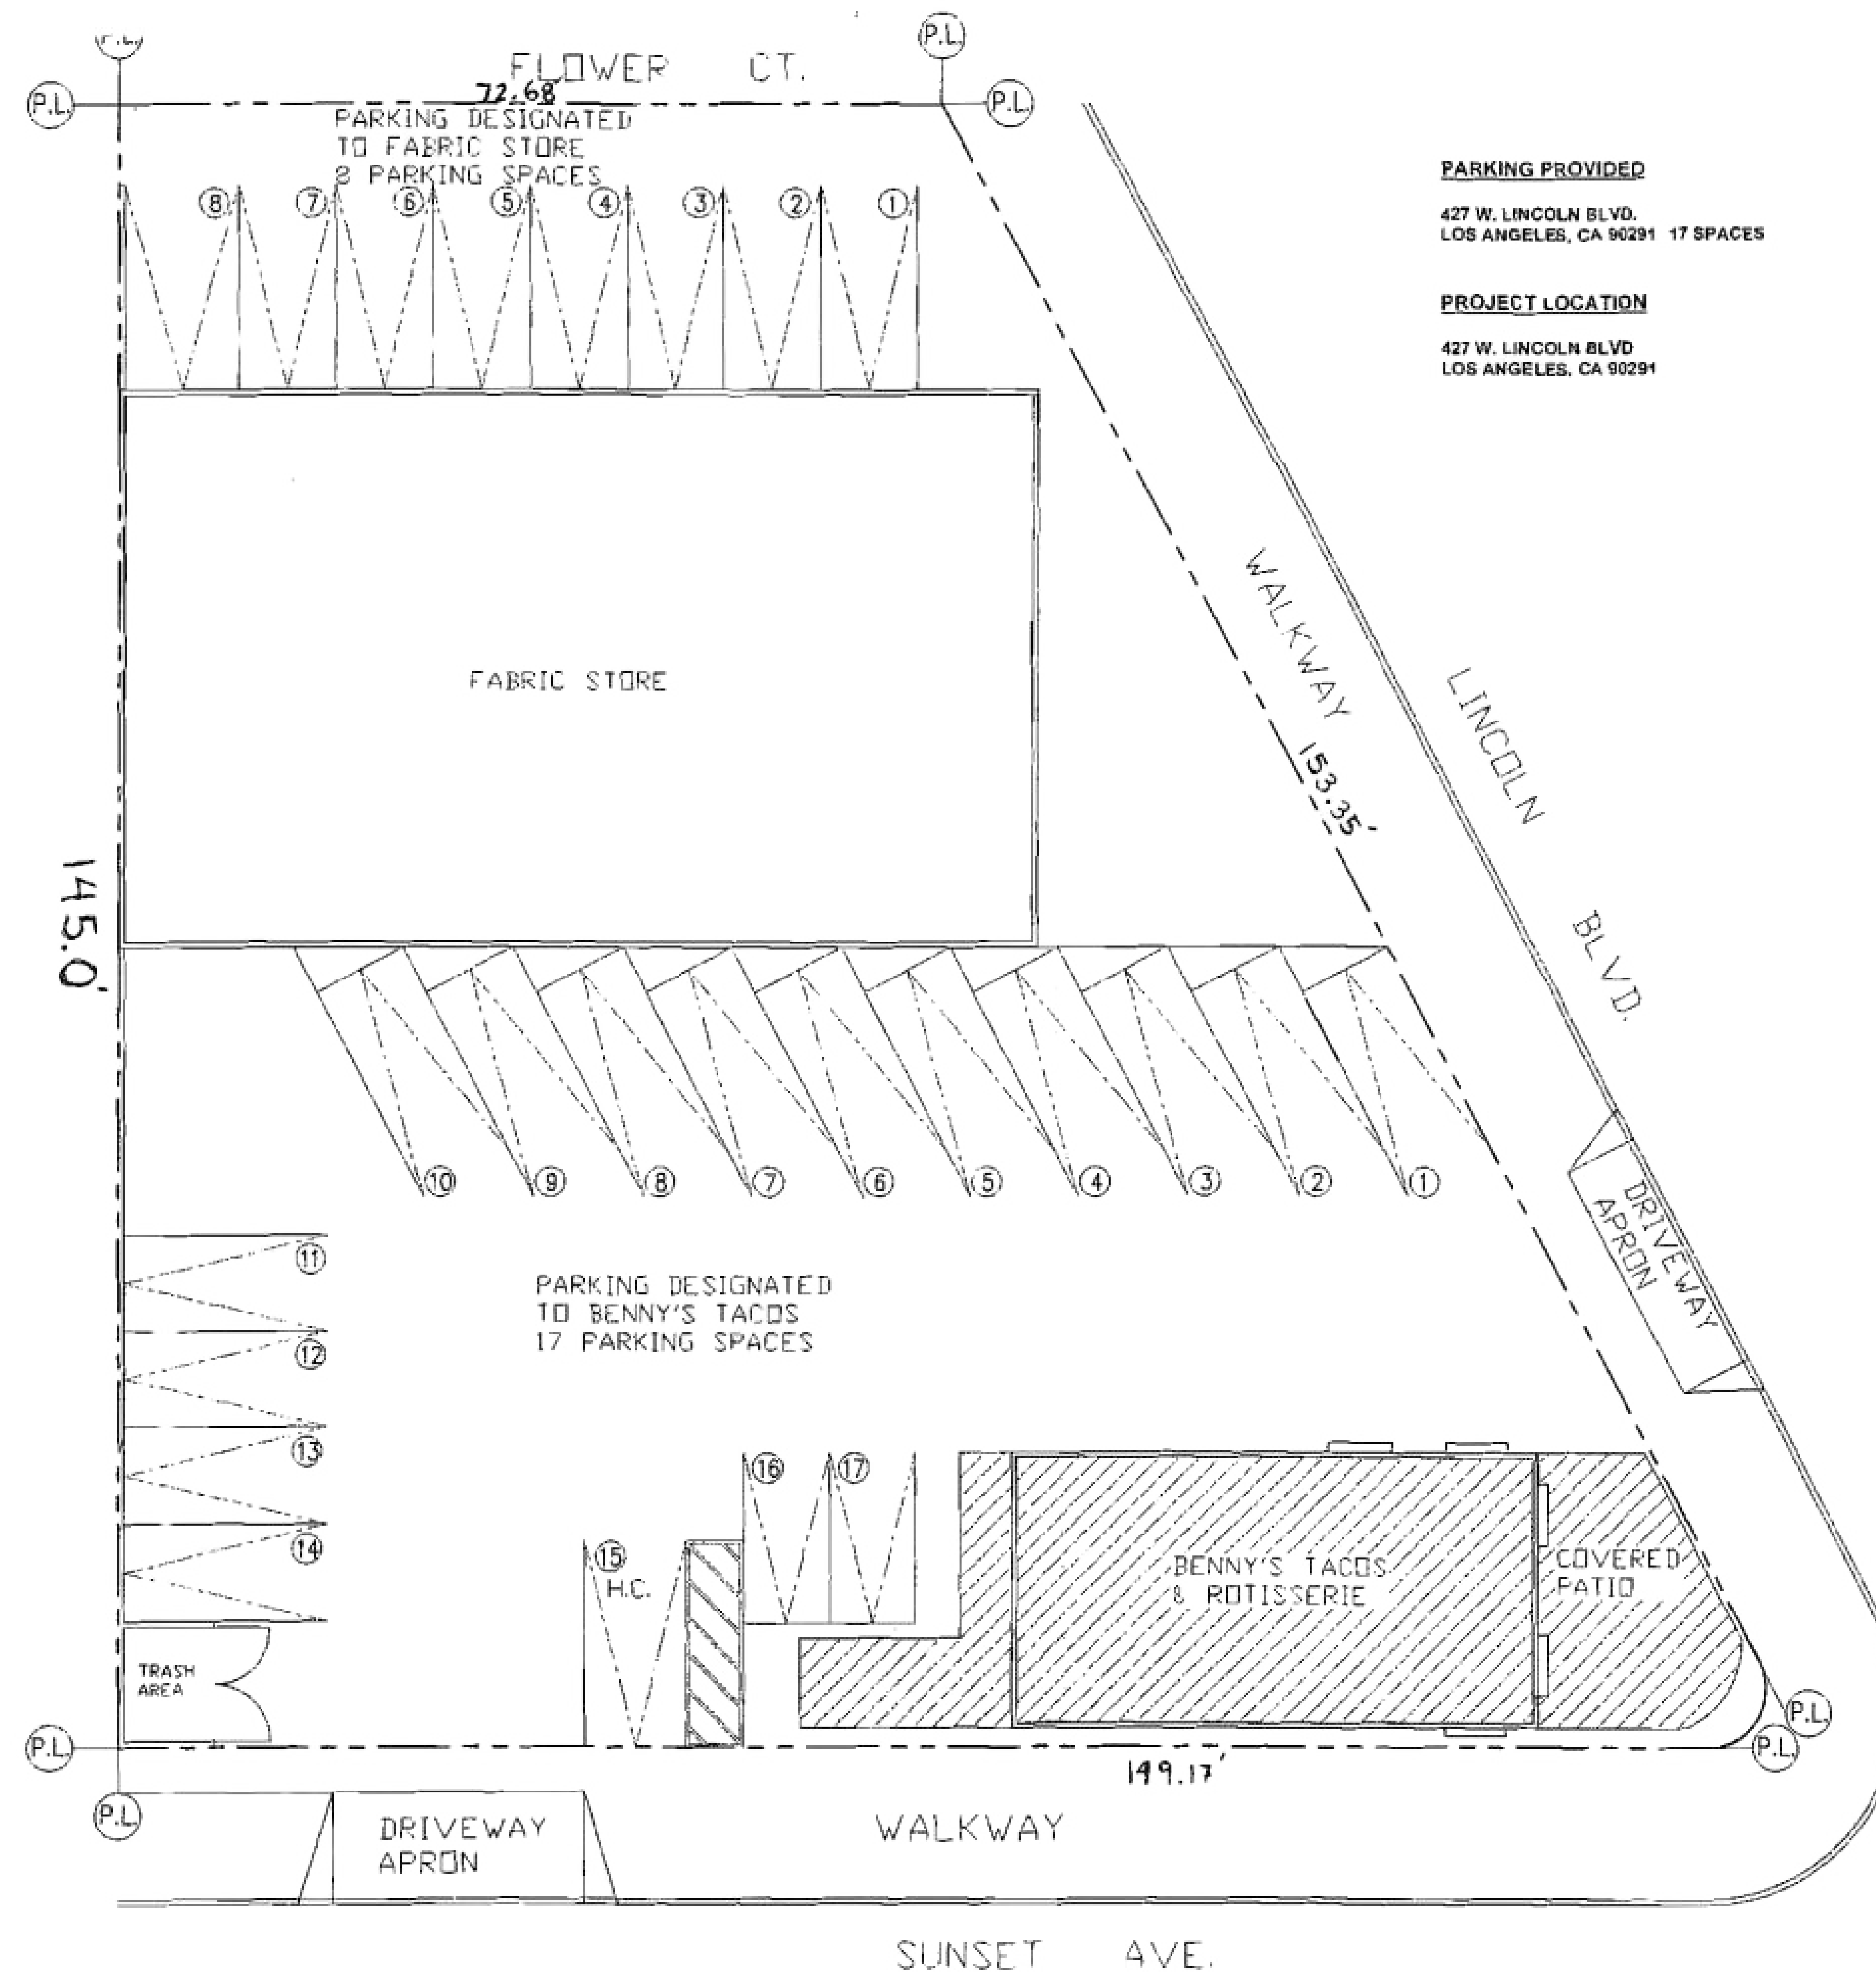 P.L.
P.L.
FLOWER CT.
P.L.
P.L.
72.68'
PARKING DESIGNATED
TO FABRIC STORE
8 PARKING SPACES
8
7
6
5
4
3
2
1
PARKING PROVIDED
427 W. LINCOLN BLVD.
LOS ANGELES, CA 90291 17 SPACES
PROJECT LOCATION
427 W. LINCOLN BLVD
LOS ANGELES, CA 90291
FABRIC STORE
WALKWAY
153.35'
LINCOLN BLVD.
145.0'
10
9
8
7
6
5
4
3
2
1
DRIVEWAY
APRON
11
12
13
14
PARKING DESIGNATED
TO BENNY'S TACOS
17 PARKING SPACES
16
17
15
H.C.
BENNY'S TACOS
& ROTISSERIE
COVERED
PATIO
TRASH
AREA
P.L.
P.L.
P.L.
P.L.
149.17'
DRIVEWAY
APRON
WALKWAY
SUNSET AVE.